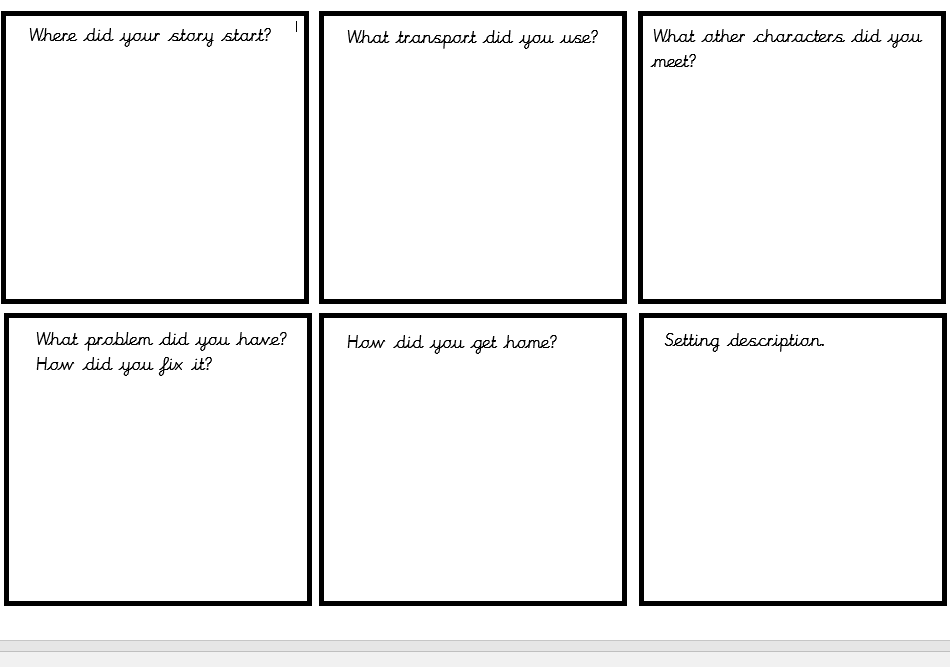 Where did your story start?
What transport did you use?
What other characters did you
meet?
What problem did you have?
How did you fix it?
How did you get home?
Setting description.